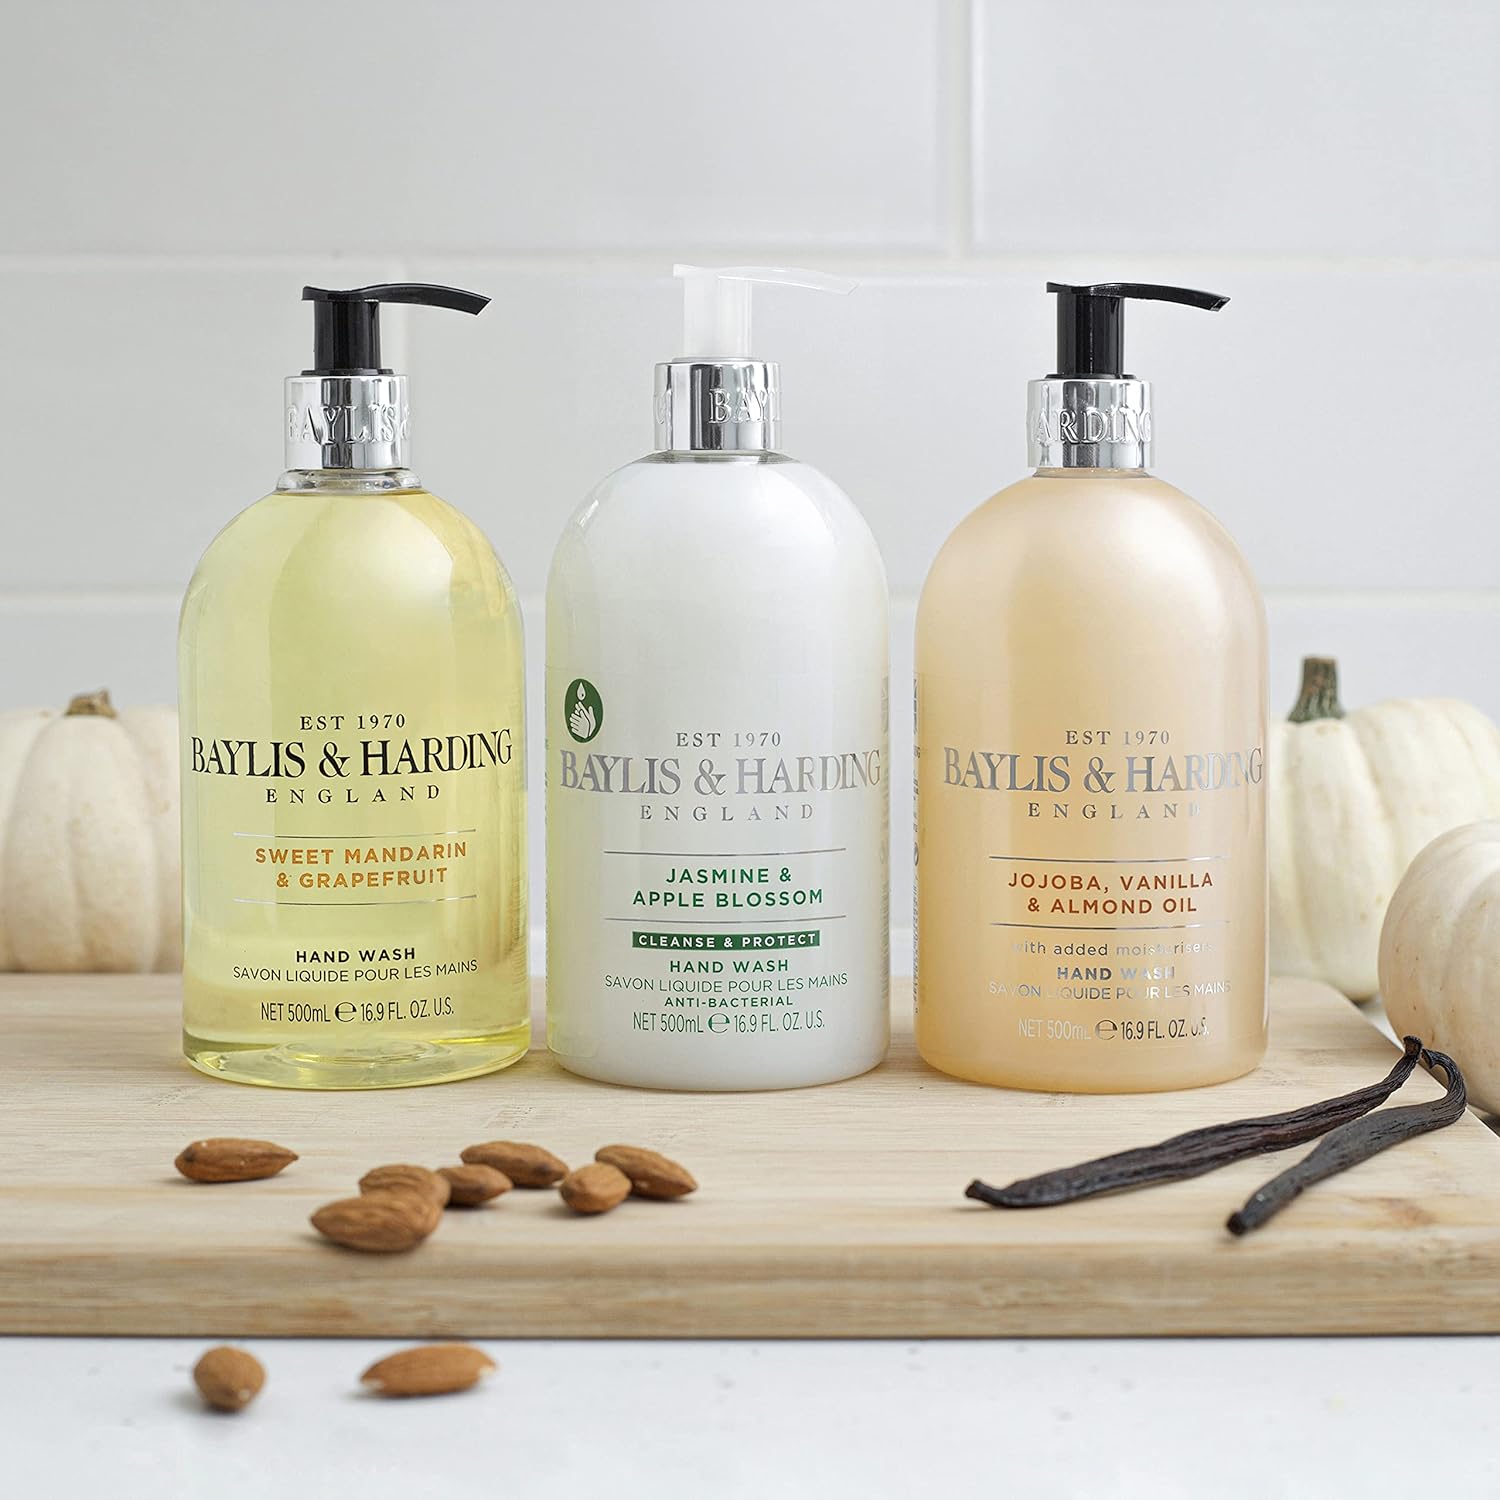 BAYLIS &
EST 1970
BAYLIS & HARDING
ENGLAND
SWEET MANDARIN
& GRAPEFRUIT
HAND WASH
SAVON LIQUIDE POUR LES MAINS
NET 500mL ℮ 16.9 FL. OZ. U.S.
BAY
EST 1970
BAYLIS & HARDING
ENGLAND
JASMINE &
APPLE BLOSSOM
CLEANSE & PROTECT
HAND WASH
SAVON LIQUIDE POUR LES MAINS
ANTI-BACTERIAL
NET 500mL ℮ 16.9 FL. OZ. U.S.
ARDING
EST 1970
BAYLIS & HARDING
ENGLAND
JOJOBA, VANILLA
& ALMOND OIL
with added moisturisers
HAND WASH
SAVON LIQUIDE POUR LES MAINS
NET 500mL ℮ 16.9 FL. OZ. U.S.